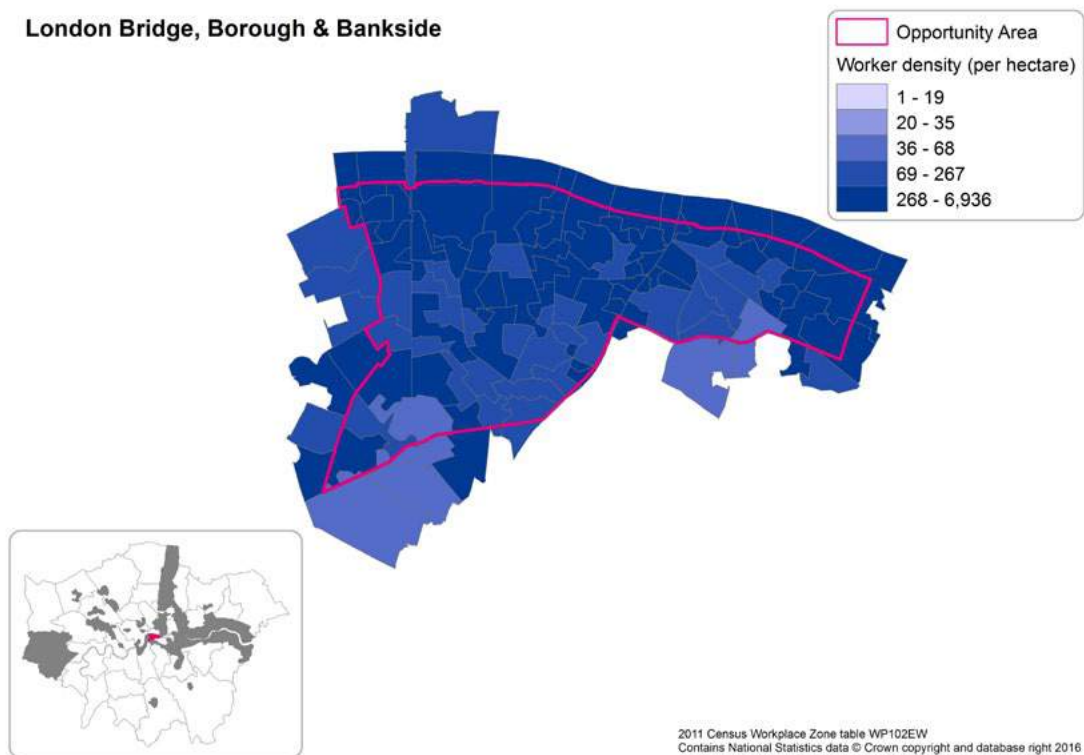 London Bridge, Borough & Bankside
Opportunity Area
Worker density (per hectare)
1 - 19
20 - 35
36 - 68
69 - 267
268 - 6,936
2011 Census Workplace Zone table WP102EW
Contains National Statistics data © Crown copyright and database right 2016